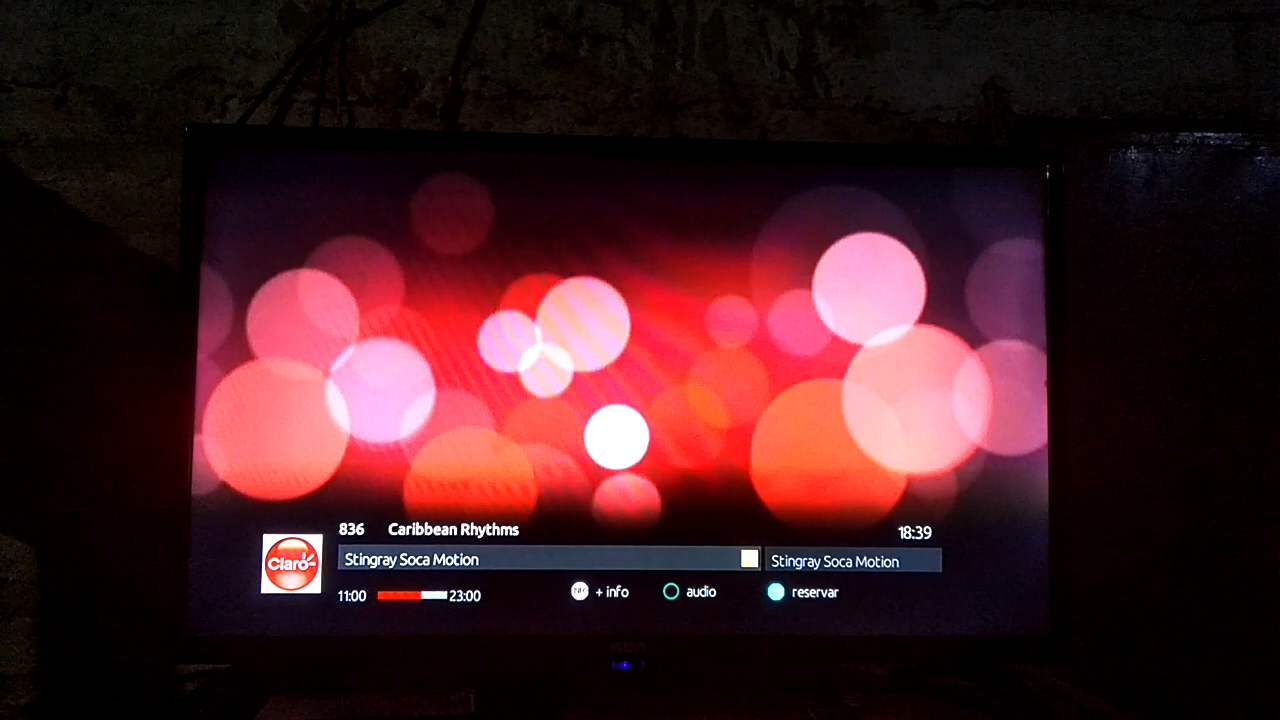 836 Caribbean Rhythms 18:39
Claro
Stingray Soca Motion Stingray Soca Motion
11:00 23:00 + info audio reservar
RCA